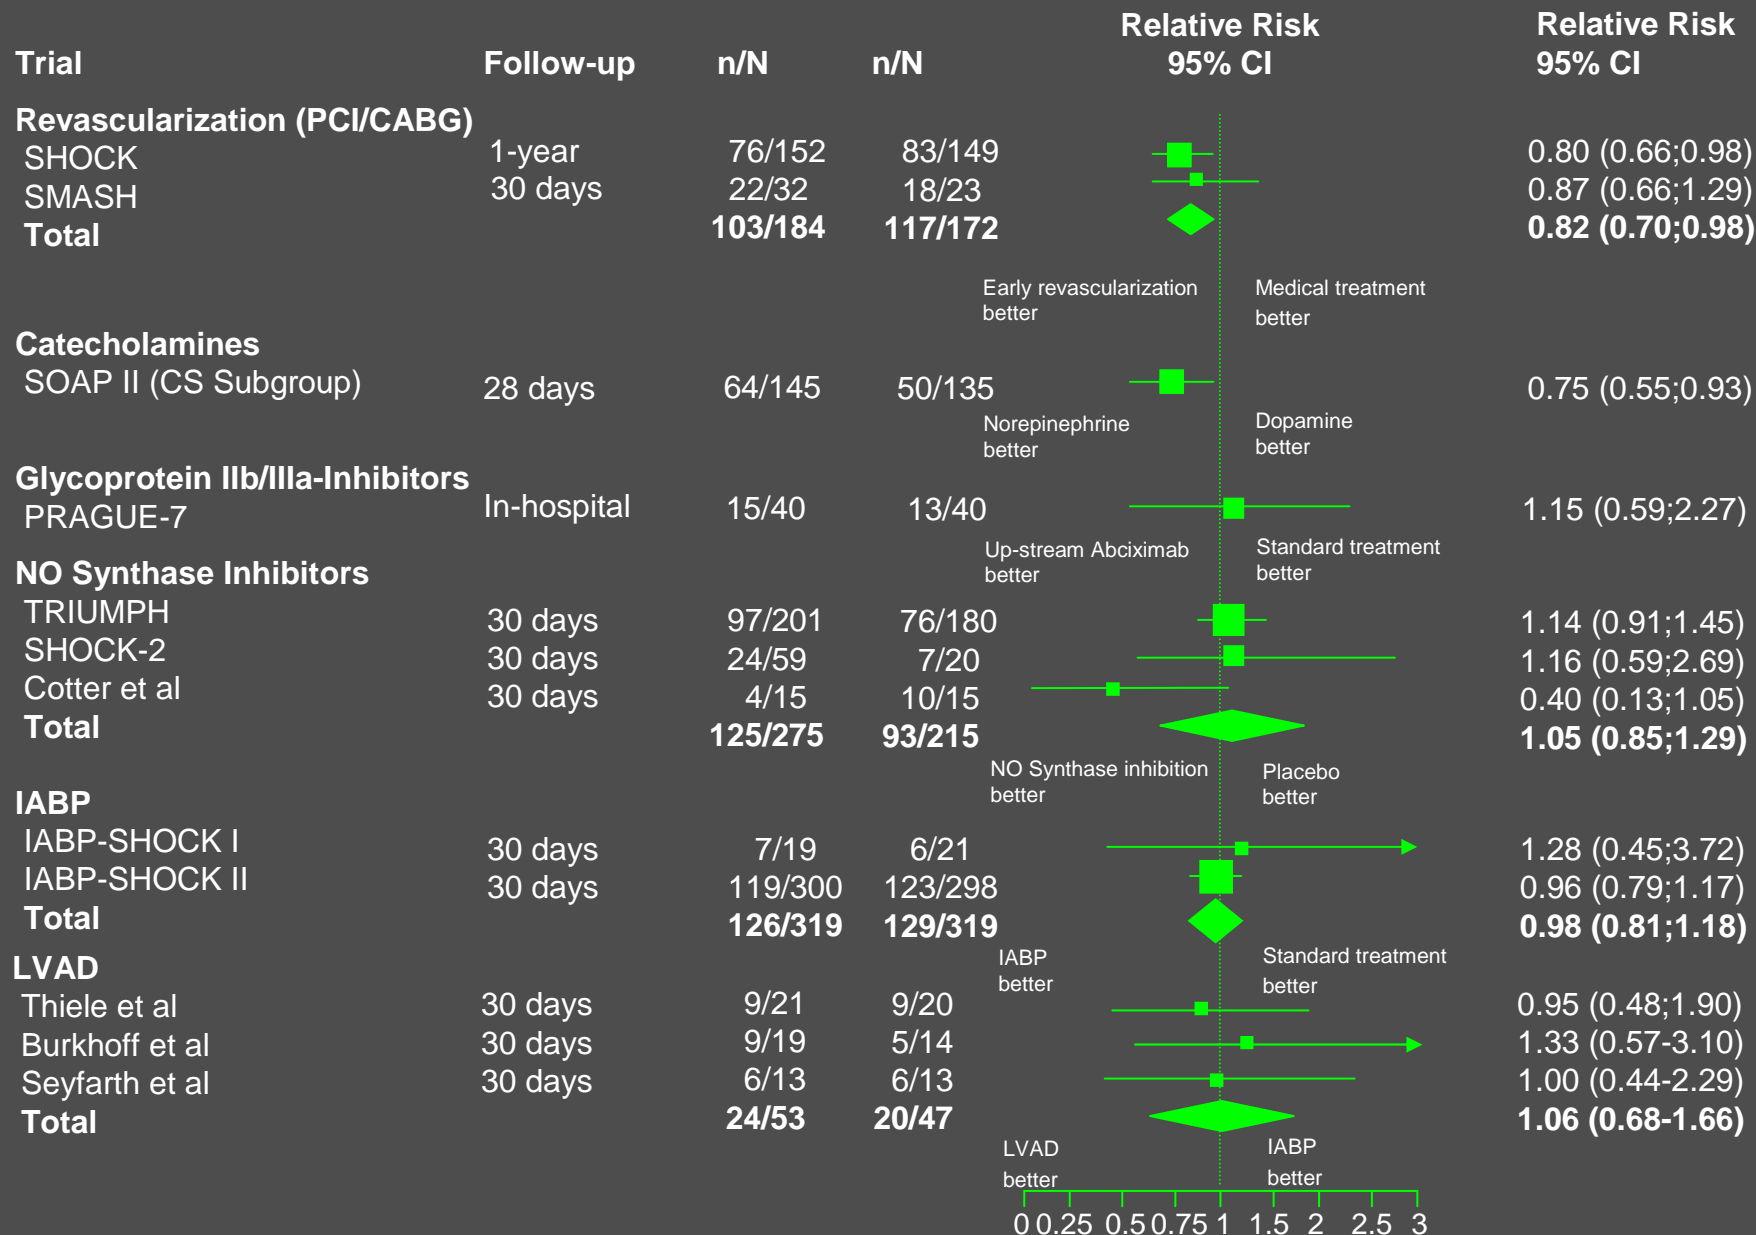 Relative Risk Relative Risk
Trial Follow-up n/N n/N 95% CI 95% CI
Revascularization (PCI/CABG)
SHOCK 1-year 76/152 83/149 0.80 (0.66;0.98)
SMASH 30 days 22/32 18/23 0.87 (0.66;1.29)
Total 103/184 117/172 0.82 (0.70;0.98)
Early revascularization Medical treatment
better better
Catecholamines
SOAP II (CS Subgroup) 28 days 64/145 50/135 0.75 (0.55;0.93)
Norepinephrine Dopamine
better better
Glycoprotein IIb/IIIa-Inhibitors
PRAGUE-7 In-hospital 15/40 13/40 1.15 (0.59;2.27)
Up-stream Abciximab Standard treatment
better better
NO Synthase Inhibitors
TRIUMPH 30 days 97/201 76/180 1.14 (0.91;1.45)
SHOCK-2 30 days 24/59 7/20 1.16 (0.59;2.69)
Cotter et al 30 days 4/15 10/15 0.40 (0.13;1.05)
Total 125/275 93/215 1.05 (0.85;1.29)
NO Synthase inhibition Placebo
better better
IABP
IABP-SHOCK I 30 days 7/19 6/21 1.28 (0.45;3.72)
IABP-SHOCK II 30 days 119/300 123/298 0.96 (0.79;1.17)
Total 126/319 129/319 0.98 (0.81;1.18)
IABP Standard treatment
better better
LVAD
Thiele et al 30 days 9/21 9/20 0.95 (0.48;1.90)
Burkhoff et al 30 days 9/19 5/14 1.33 (0.57-3.10)
Seyfarth et al 30 days 6/13 6/13 1.00 (0.44-2.29)
Total 24/53 20/47 1.06 (0.68-1.66)
LVAD IABP
better better
0 0.25 0.5 0.75 1 1.5 2 2.5 3